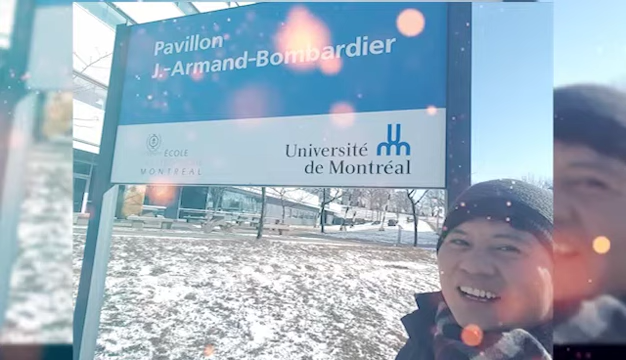 Pavillon
J.-Armand-Bombardier
ÉCOLE
MONTRÉAL
Université
de Montréal